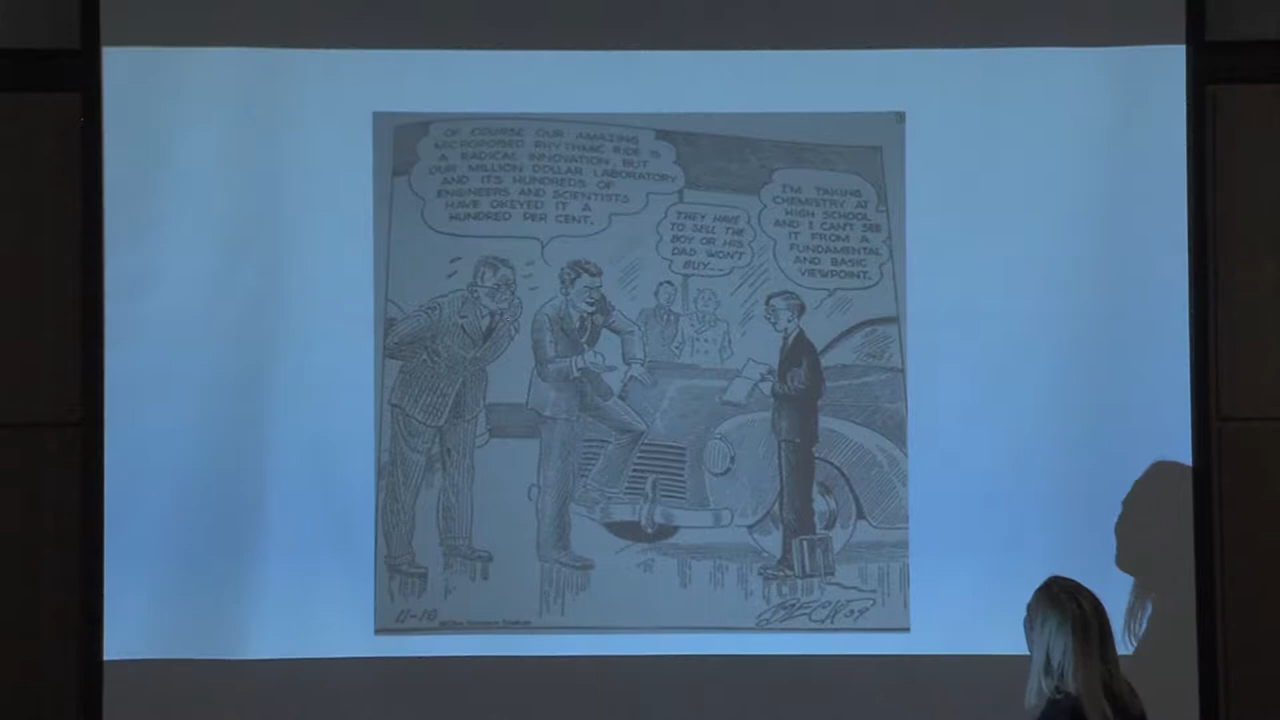 OF COURSE OUR AMAZING
MICROPOISED RHYTHMIC RIDE IS
A RADICAL INNOVATION, BUT
OUR MILLION DOLLAR LABORATORY
AND ITS HUNDREDS OF
ENGINEERS AND SCIENTISTS
HAVE OKEYED IT A
HUNDRED PER CENT.
THEY HAVE
TO SELL THE
BOY OR HIS
DAD WON'T
BUY...
I'M TAKING
CHEMISTRY AT
HIGH SCHOOL
AND I CAN'T SEE
IT FROM A
FUNDAMENTAL
AND BASIC
VIEWPOINT.
11-10
BECK 39